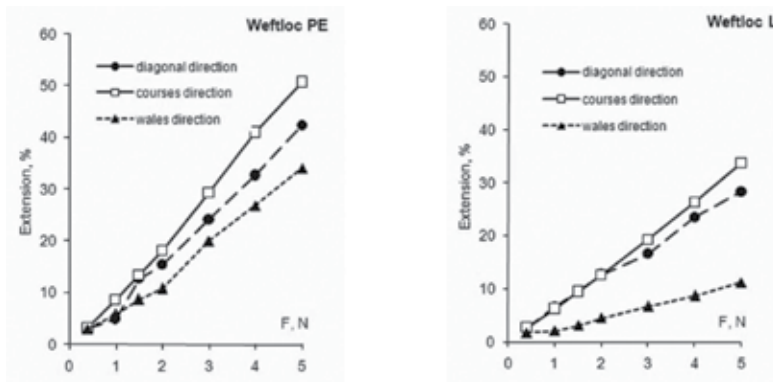 Weftloc PE
60
50
40
30
20
10
0
Extension, %
diagonal direction
courses direction
wales direction
F, N
0 1 2 3 4 5
Weftloc L
60
50
40
30
20
10
0
Extension, %
diagonal direction
courses direction
wales direction
F, N
0 1 2 3 4 5